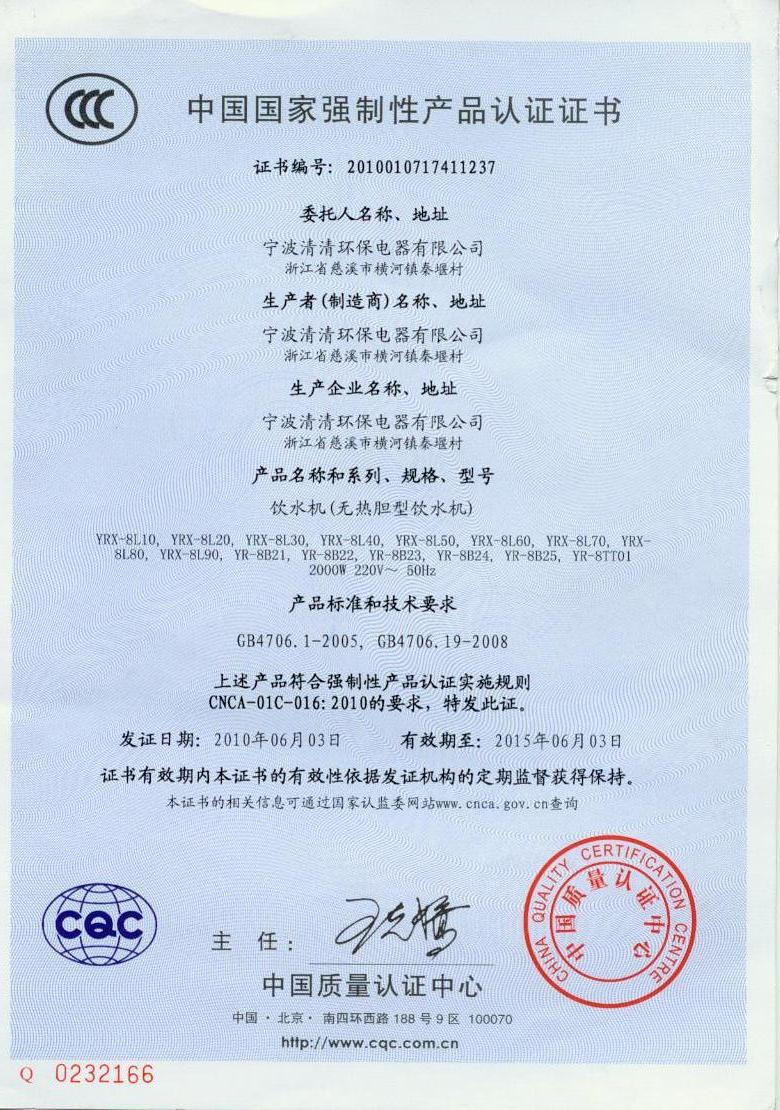 CCC
中国国家强制性产品认证证书
证书编号: 2010010717411237
委托人名称、地址
宁波清清环保电器有限公司
浙江省慈溪市横河镇秦堰村
生产者(制造商)名称、地址
宁波清清环保电器有限公司
浙江省慈溪市横河镇秦堰村
生产企业名称、地址
宁波清清环保电器有限公司
浙江省慈溪市横河镇秦堰村
产品名称和系列、规格、型号
饮水机(无热胆型饮水机)
YRX-8L10, YRX-8L20, YRX-8L30, YRX-8L40, YRX-8L50, YRX-8L60, YRX-8L70, YRX-
8L80, YRX-8L90, YR-8B21, YR-8B22, YR-8B23, YR-8B24, YR-8B25, YR-8TT01
2000W 220V～ 50Hz
产品标准和技术要求
GB4706.1-2005, GB4706.19-2008
上述产品符合强制性产品认证实施规则
CNCA-01C-016:2010的要求，特发此证。
发证日期: 2010年06月03日 有效期至: 2015年06月03日
证书有效期内本证书的有效性依据发证机构的定期监督获得保持。
本证书的相关信息可通过国家认监委网站www.cnca.gov.cn查询
CQC
主 任:
CHINA QUALITY CERTIFICATION CENTRE
中国质量认证中心
中国质量认证中心
中国·北京·南四环西路 188 号 9 区 100070
http://www.cqc.com.cn
Q 0232166